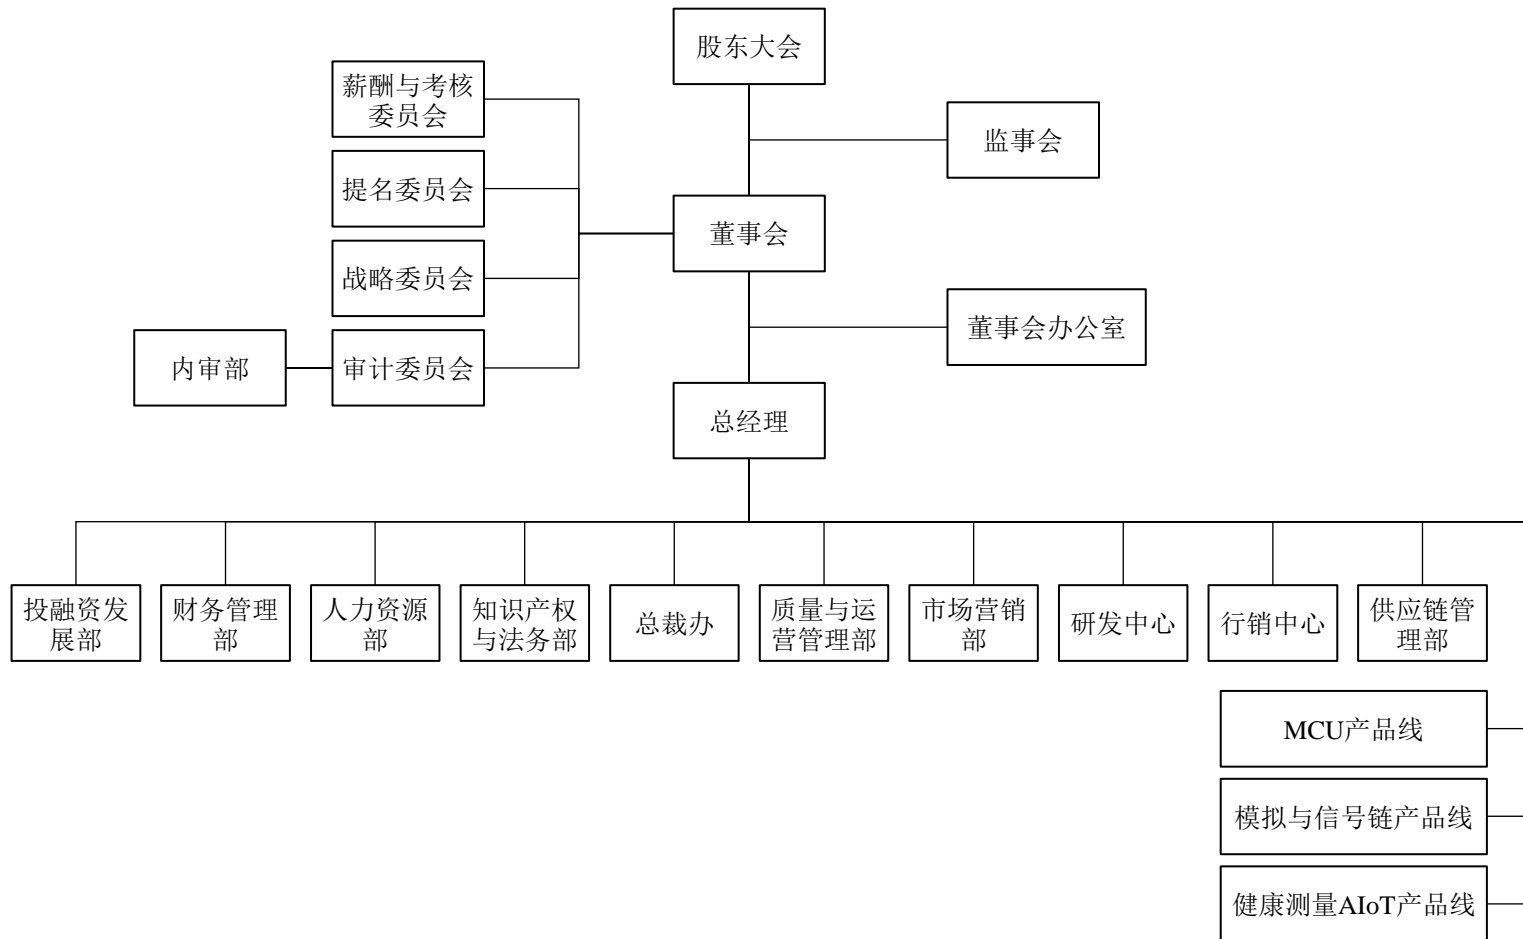 股东大会
薪酬与考核
委员会
监事会
提名委员会
董事会
战略委员会
董事会办公室
内审部
审计委员会
总经理
投融资发
展部
财务管理
部
人力资源
部
知识产权
与法务部
总裁办
质量与运
营管理部
市场营销
部
研发中心
行销中心
供应链管
理部
MCU产品线
模拟与信号链产品线
健康测量AIoT产品线